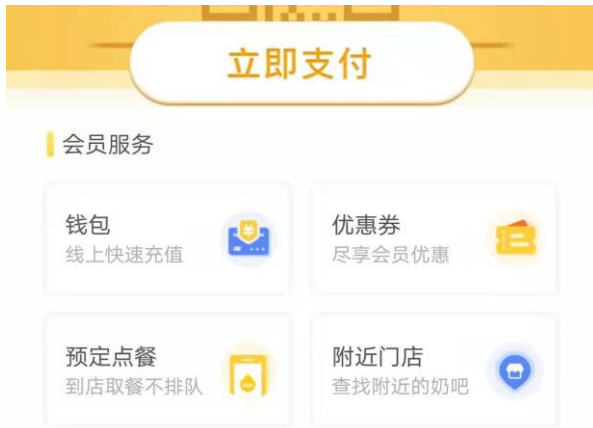 立即支付
会员服务
钱包
线上快速充值
优惠券
尽享会员优惠
预定点餐
到店取餐不排队
附近门店
查找附近的奶吧